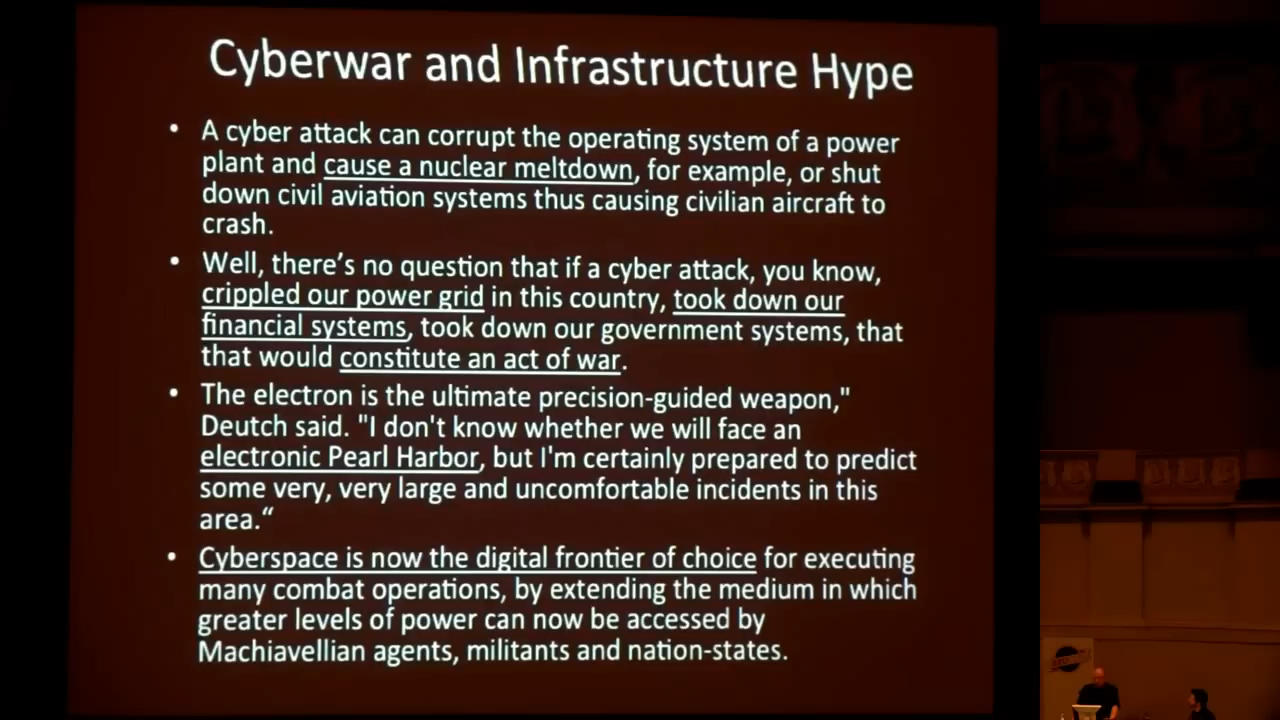 Cyberwar and Infrastructure Hype
• A cyber attack can corrupt the operating system of a power
plant and cause a nuclear meltdown, for example, or shut
down civil aviation systems thus causing civilian aircraft to
crash.
• Well, there's no question that if a cyber attack, you know,
crippled our power grid in this country, took down our
financial systems, took down our government systems, that
that would constitute an act of war.
• The electron is the ultimate precision-guided weapon,"
Deutch said. "I don't know whether we will face an
electronic Pearl Harbor, but I'm certainly prepared to predict
some very, very large and uncomfortable incidents in this
area.“
• Cyberspace is now the digital frontier of choice for executing
many combat operations, by extending the medium in which
greater levels of power can now be accessed by
Machiavellian agents, militants and nation-states.